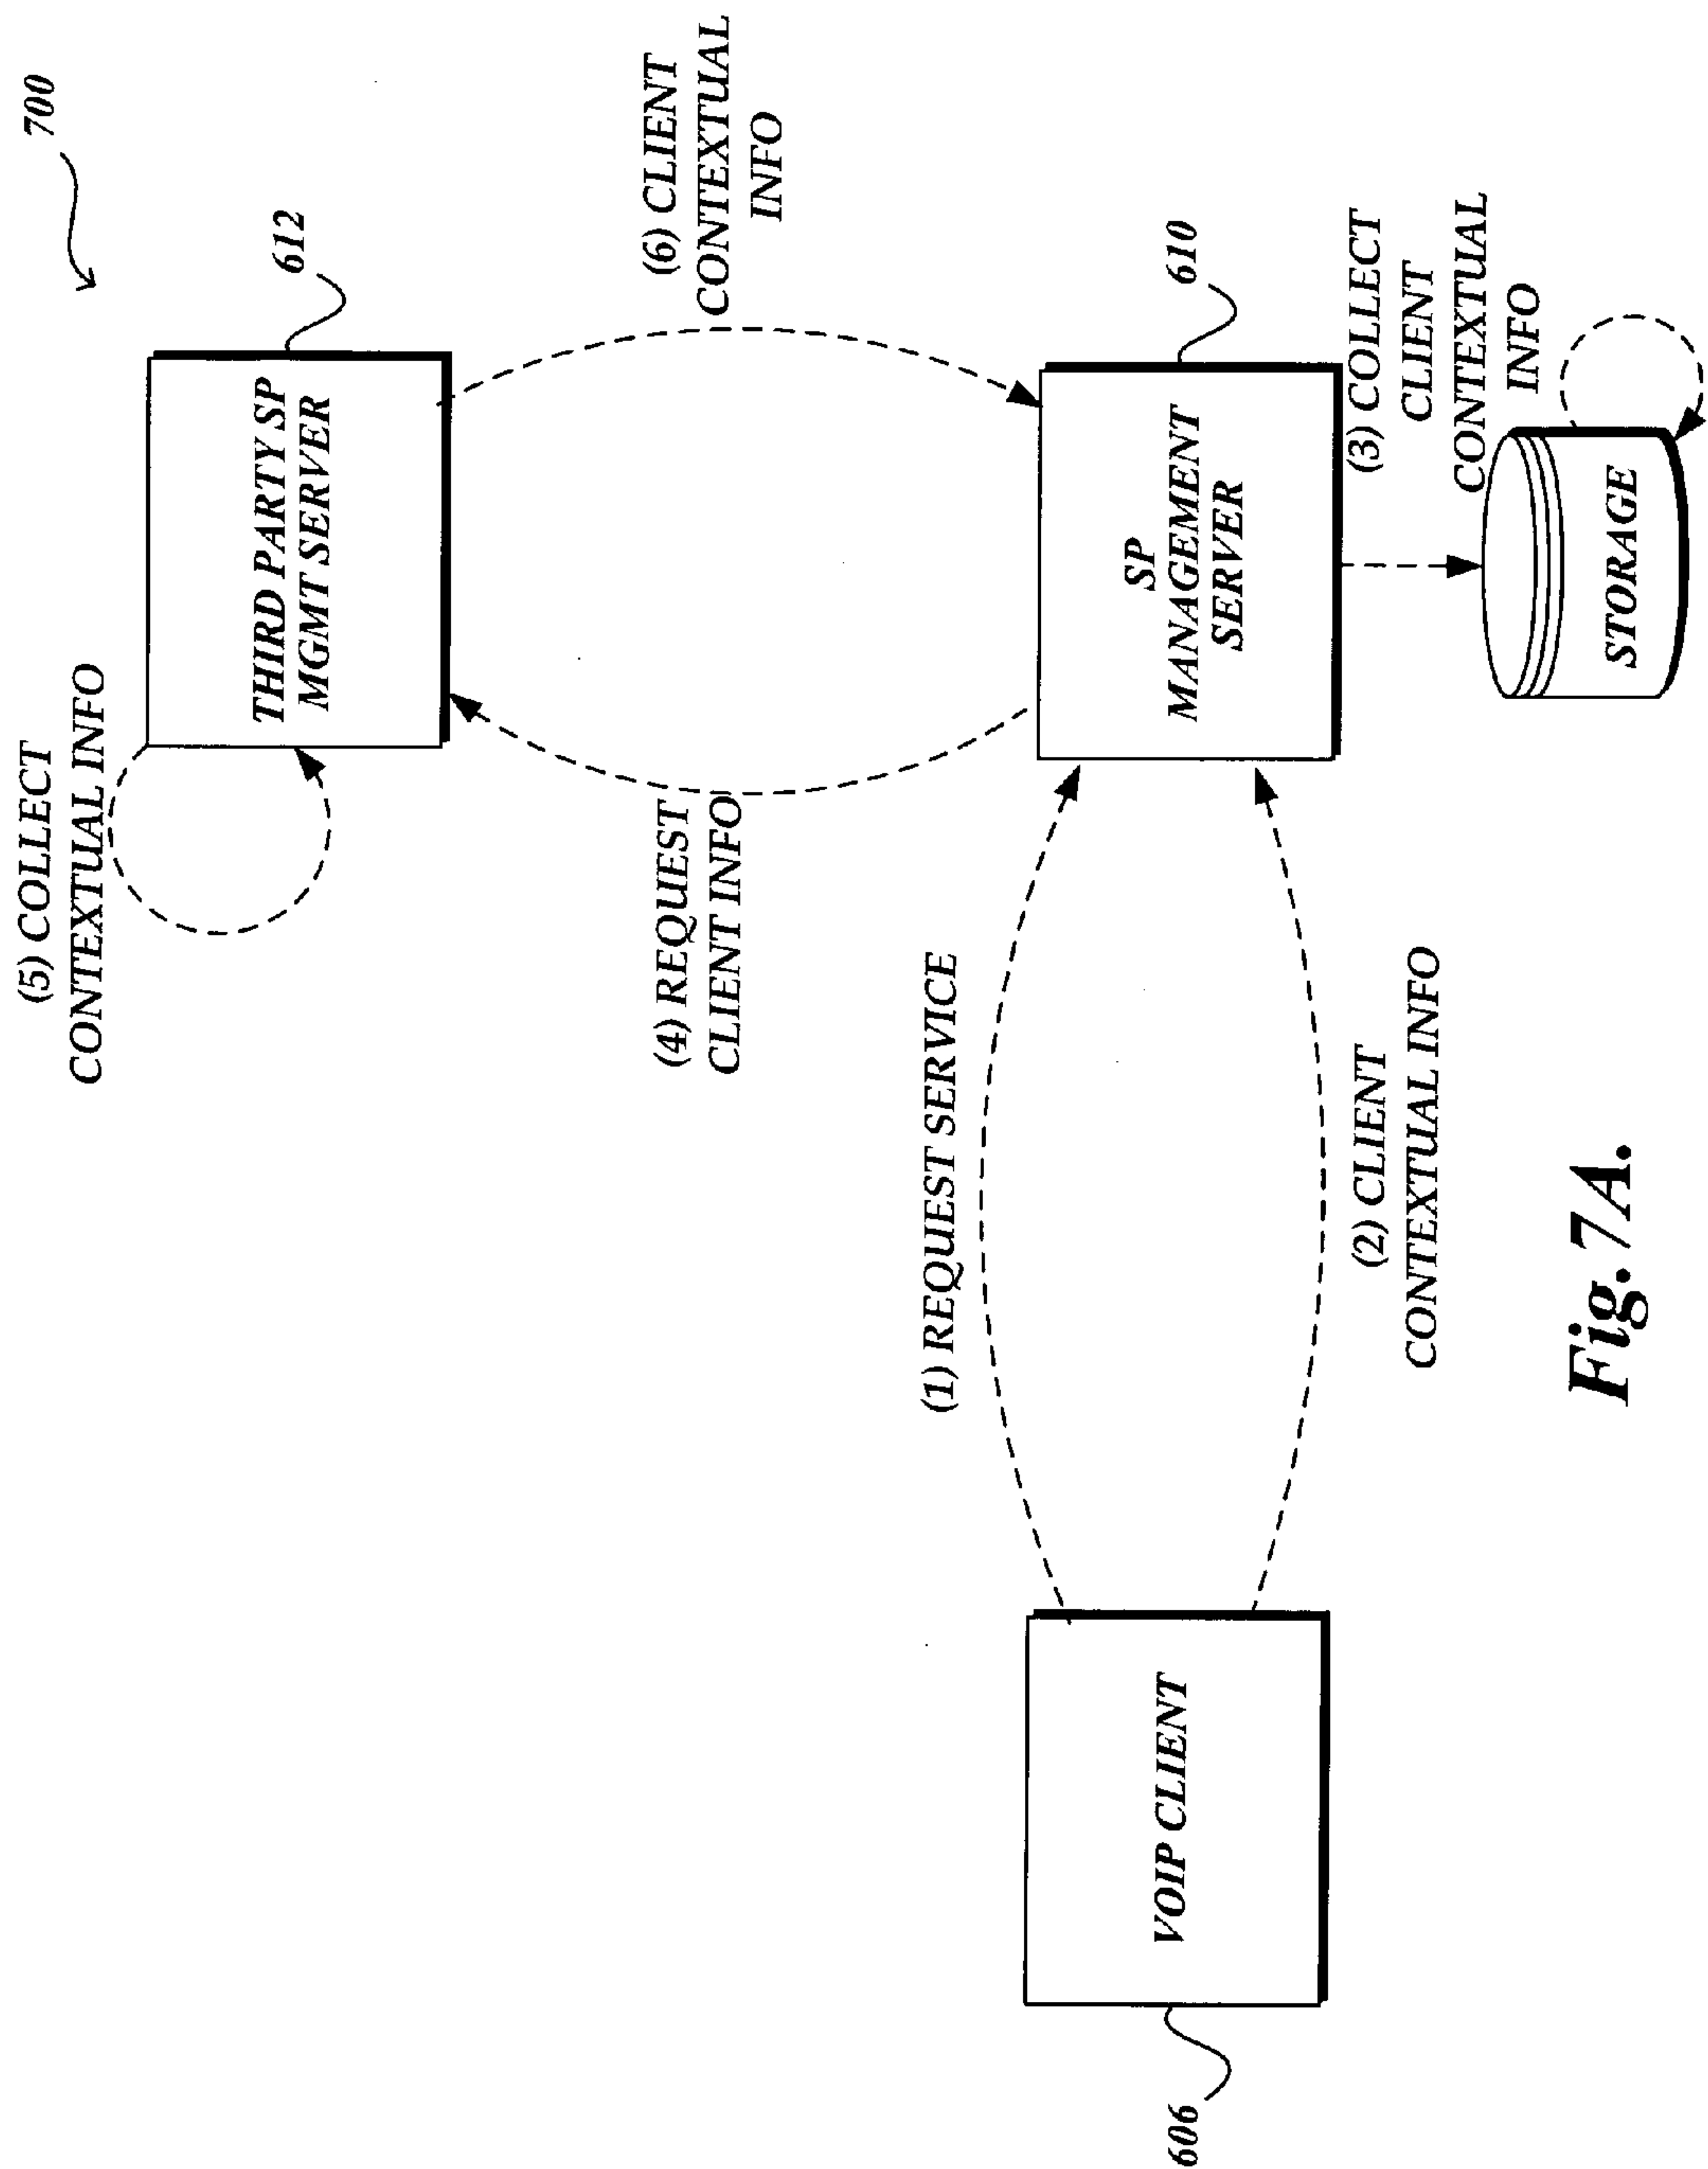 700
(5) COLLECT
CONTEXTUAL INFO
612
THIRD PARTY SP
MGMT SERVER
(4) REQUEST
CLIENT INFO
(6) CLIENT
CONTEXTUAL
INFO
(1) REQUEST SERVICE
610
SP
MANAGEMENT
SERVER
606
VOIP CLIENT
(2) CLIENT
CONTEXTUAL INFO
(3) COLLECT
CLIENT
CONTEXTUAL
INFO
STORAGE
Fig. 7A.